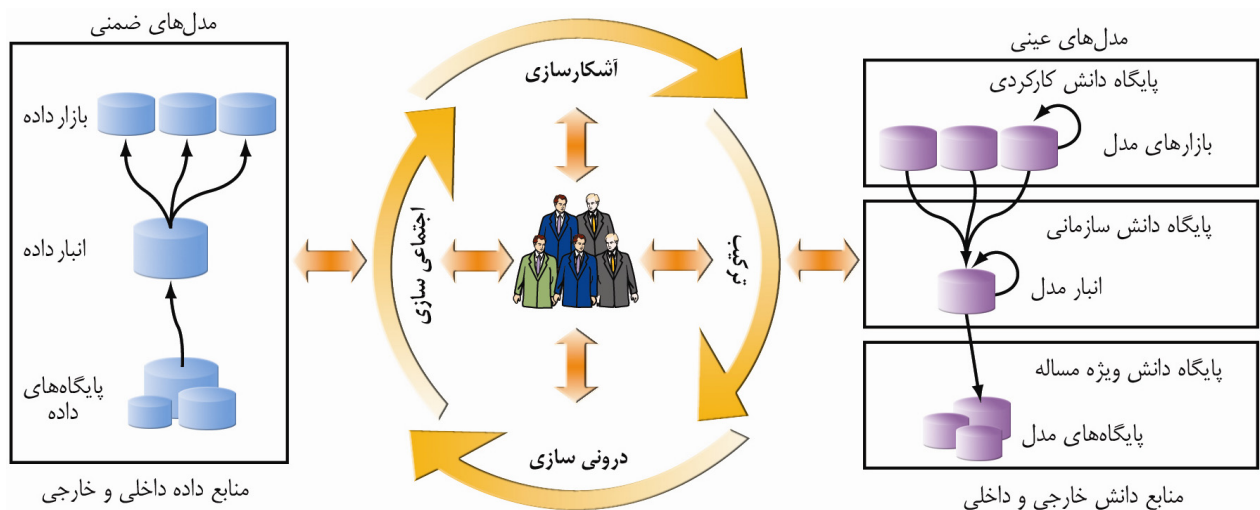 مدل‌های ضمنی
بازار داده
انبار داده
پایگاه‌های
داده
منابع داده داخلی و خارجی
آشکارسازی
اجتماعی سازی
ترکیب
درونی سازی
مدل‌های عینی
پایگاه دانش کارکردی
بازارهای مدل
پایگاه دانش سازمانی
انبار مدل
پایگاه دانش ویژه مساله
پایگاه‌های مدل
منابع دانش خارجی و داخلی